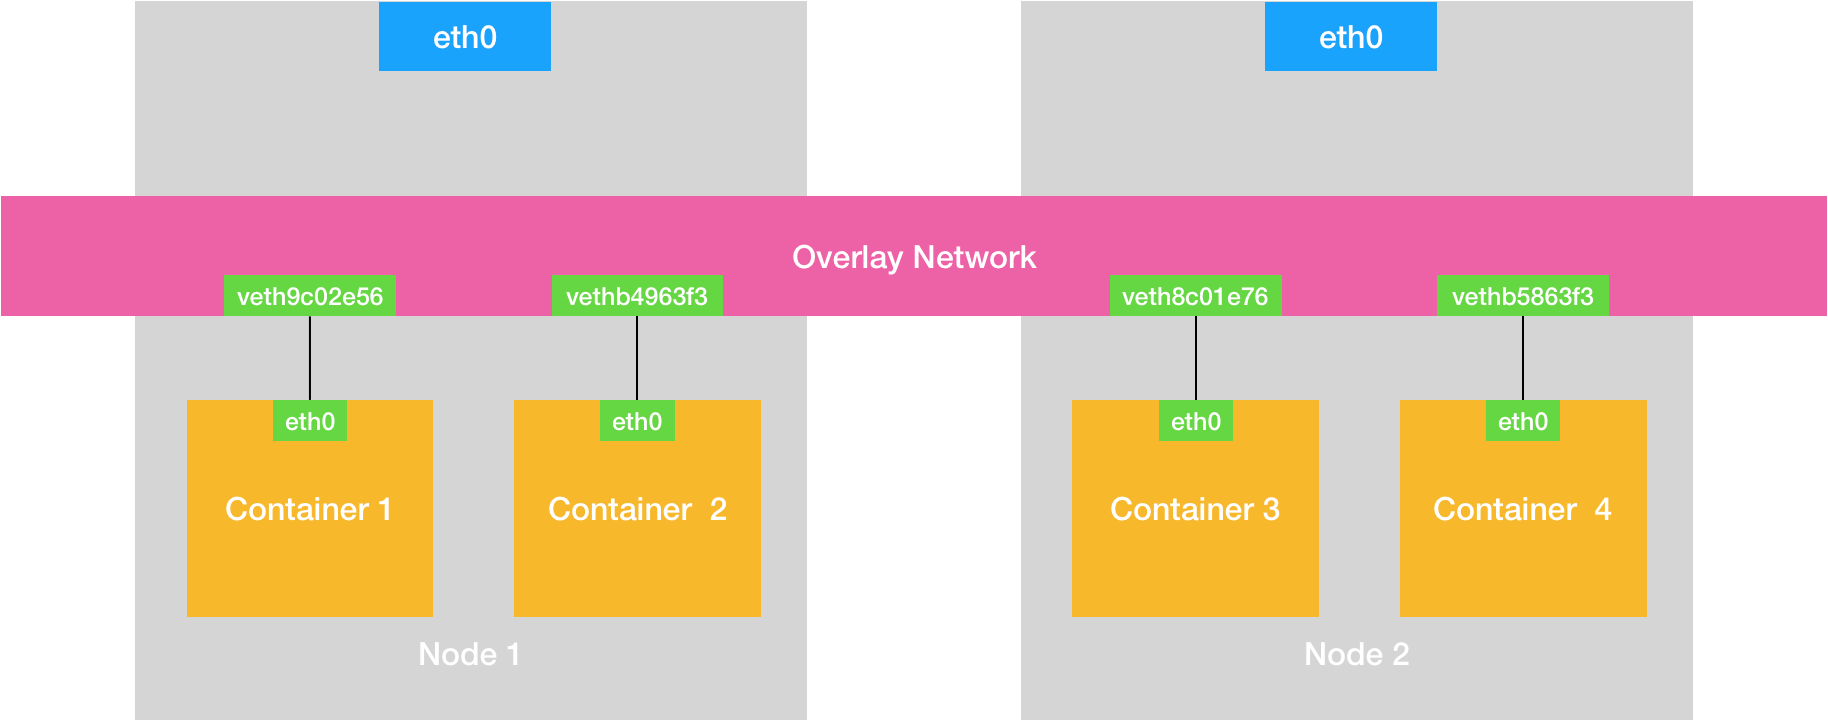 eth0
eth0
Overlay Network
veth9c02e56
vethb4963f3
veth8c01e76
vethb5863f3
eth0
eth0
eth0
eth0
Container 1
Container 2
Container 3
Container 4
Node 1
Node 2